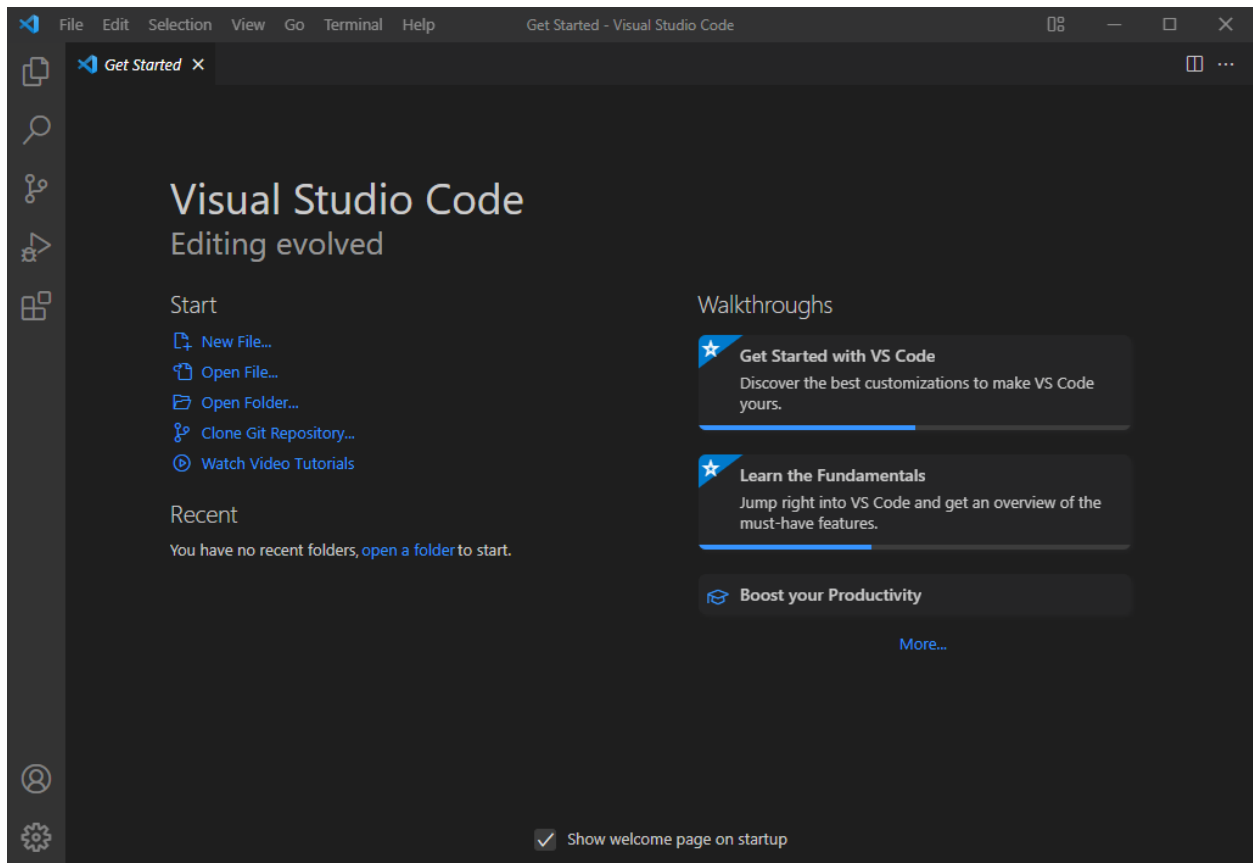 File Edit Selection View Go Terminal Help Get Started - Visual Studio Code
Get Started
Visual Studio Code
Editing evolved
Start
New File...
Open File...
Open Folder...
Clone Git Repository...
Watch Video Tutorials
Recent
You have no recent folders, open a folder to start.
Walkthroughs
Get Started with VS Code
Discover the best customizations to make VS Code
yours.
Learn the Fundamentals
Jump right into VS Code and get an overview of the
must-have features.
Boost your Productivity
More...
Show welcome page on startup